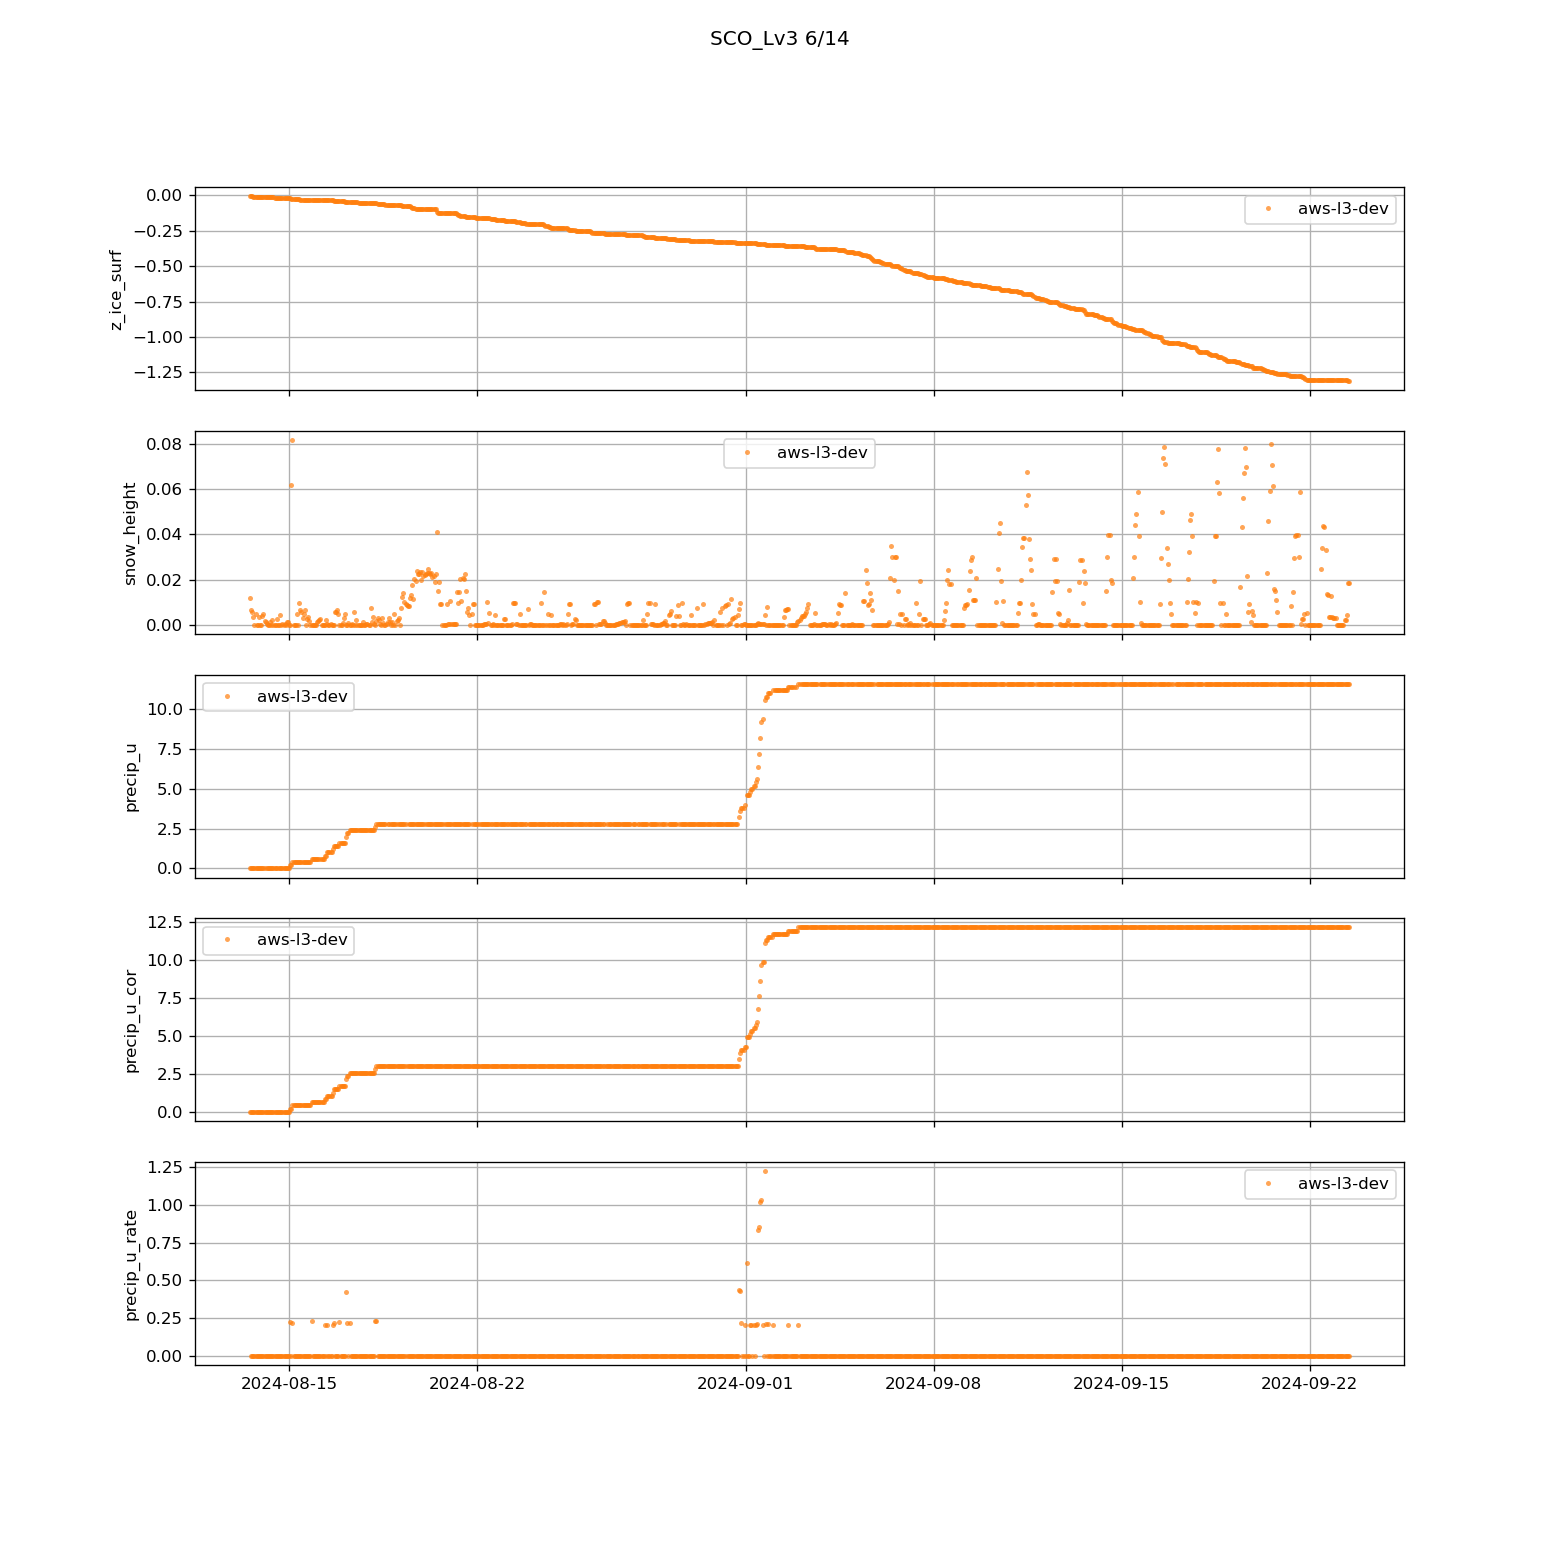 SCO_Lv3 6/14
z_ice_surf
0.00
−0.25
−0.50
−0.75
−1.00
−1.25
aws-l3-dev
snow_height
0.08
0.06
0.04
0.02
0.00
aws-l3-dev
precip_u
10.0
7.5
5.0
2.5
0.0
aws-l3-dev
precip_u_cor
12.5
10.0
7.5
5.0
2.5
0.0
aws-l3-dev
precip_u_rate
1.25
1.00
0.75
0.50
0.25
0.00
aws-l3-dev
2024-08-15 2024-08-22 2024-09-01 2024-09-08 2024-09-15 2024-09-22